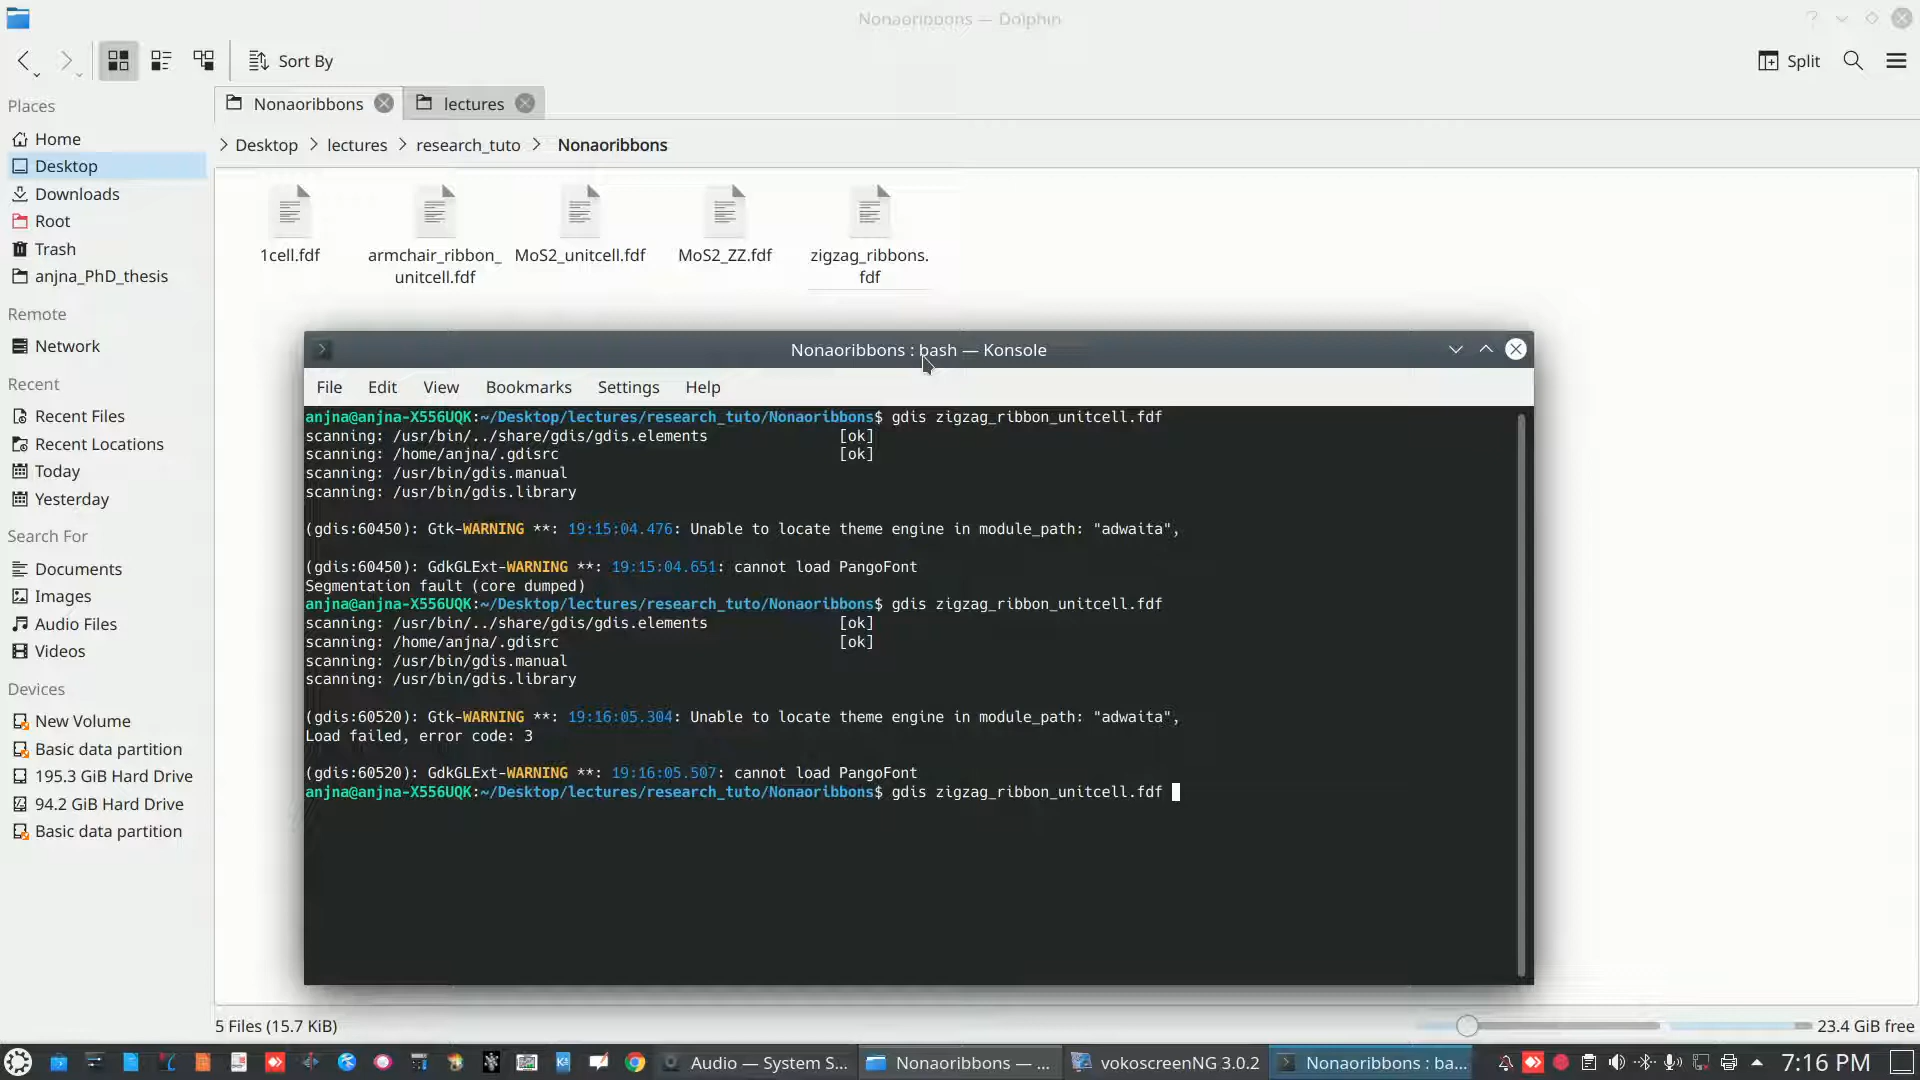 Nonaoribbons — Dolphin
Sort By
Split
Places
Home
Desktop
Downloads
Root
Trash
anjna_PhD_thesis
Remote
Network
Recent
Recent Files
Recent Locations
Today
Yesterday
Search For
Documents
Images
Audio Files
Videos
Devices
New Volume
Basic data partition
195.3 GiB Hard Drive
94.2 GiB Hard Drive
Basic data partition
Nonaoribbons
lectures
> Desktop > lectures > research_tuto > Nonaoribbons
1cell.fdf
armchair_ribbon_
unitcell.fdf
MoS2_unitcell.fdf
MoS2_ZZ.fdf
zigzag_ribbons.
fdf
Nonaoribbons : bash — Konsole
File Edit View Bookmarks Settings Help
anjna@anjna-X556UQK:~/Desktop/lectures/research_tuto/Nonaoribbons$ gdis zigzag_ribbon_unitcell.fdf
scanning: /usr/bin/../share/gdis/gdis.elements [ok]
scanning: /home/anjna/.gdisrc [ok]
scanning: /usr/bin/gdis.manual
scanning: /usr/bin/gdis.library
(gdis:60450): Gtk-WARNING **: 19:15:04.476: Unable to locate theme engine in module_path: "adwaita",
(gdis:60450): GdkGLExt-WARNING **: 19:15:04.651: cannot load PangoFont
Segmentation fault (core dumped)
anjna@anjna-X556UQK:~/Desktop/lectures/research_tuto/Nonaoribbons$ gdis zigzag_ribbon_unitcell.fdf
scanning: /usr/bin/../share/gdis/gdis.elements [ok]
scanning: /home/anjna/.gdisrc [ok]
scanning: /usr/bin/gdis.manual
scanning: /usr/bin/gdis.library
(gdis:60520): Gtk-WARNING **: 19:16:05.304: Unable to locate theme engine in module_path: "adwaita",
Load failed, error code: 3
(gdis:60520): GdkGLExt-WARNING **: 19:16:05.507: cannot load PangoFont
anjna@anjna-X556UQK:~/Desktop/lectures/research_tuto/Nonaoribbons$ gdis zigzag_ribbon_unitcell.fdf
5 Files (15.7 KiB)
23.4 GiB free
Audio — System S...
Nonaoribbons — ...
vokoscreenNG 3.0.2
Nonaoribbons : ba...
7:16 PM